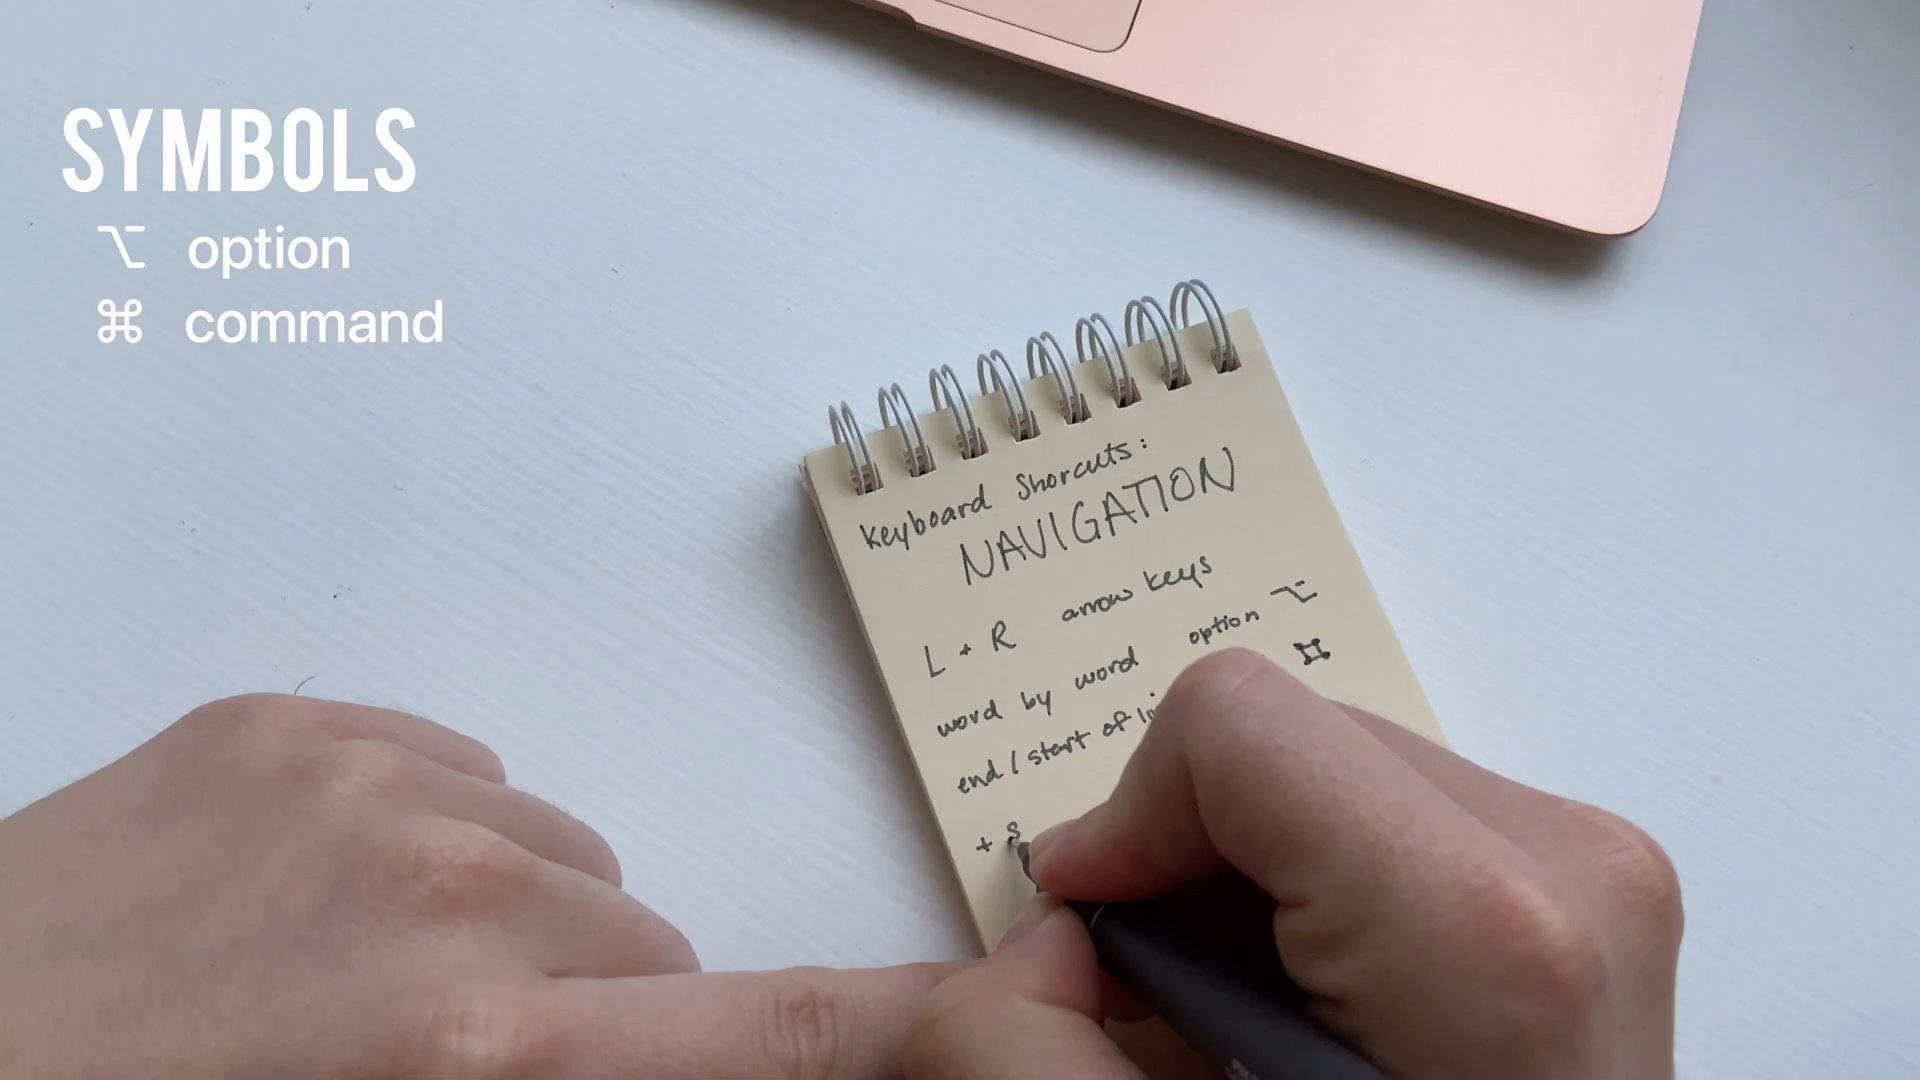 SYMBOLS
⌥ option
⌘ command
Keyboard Shorcuts:
NAVIGATION
L + R arrow keys
word by word option ⌥
end / start of ⌘
+ S